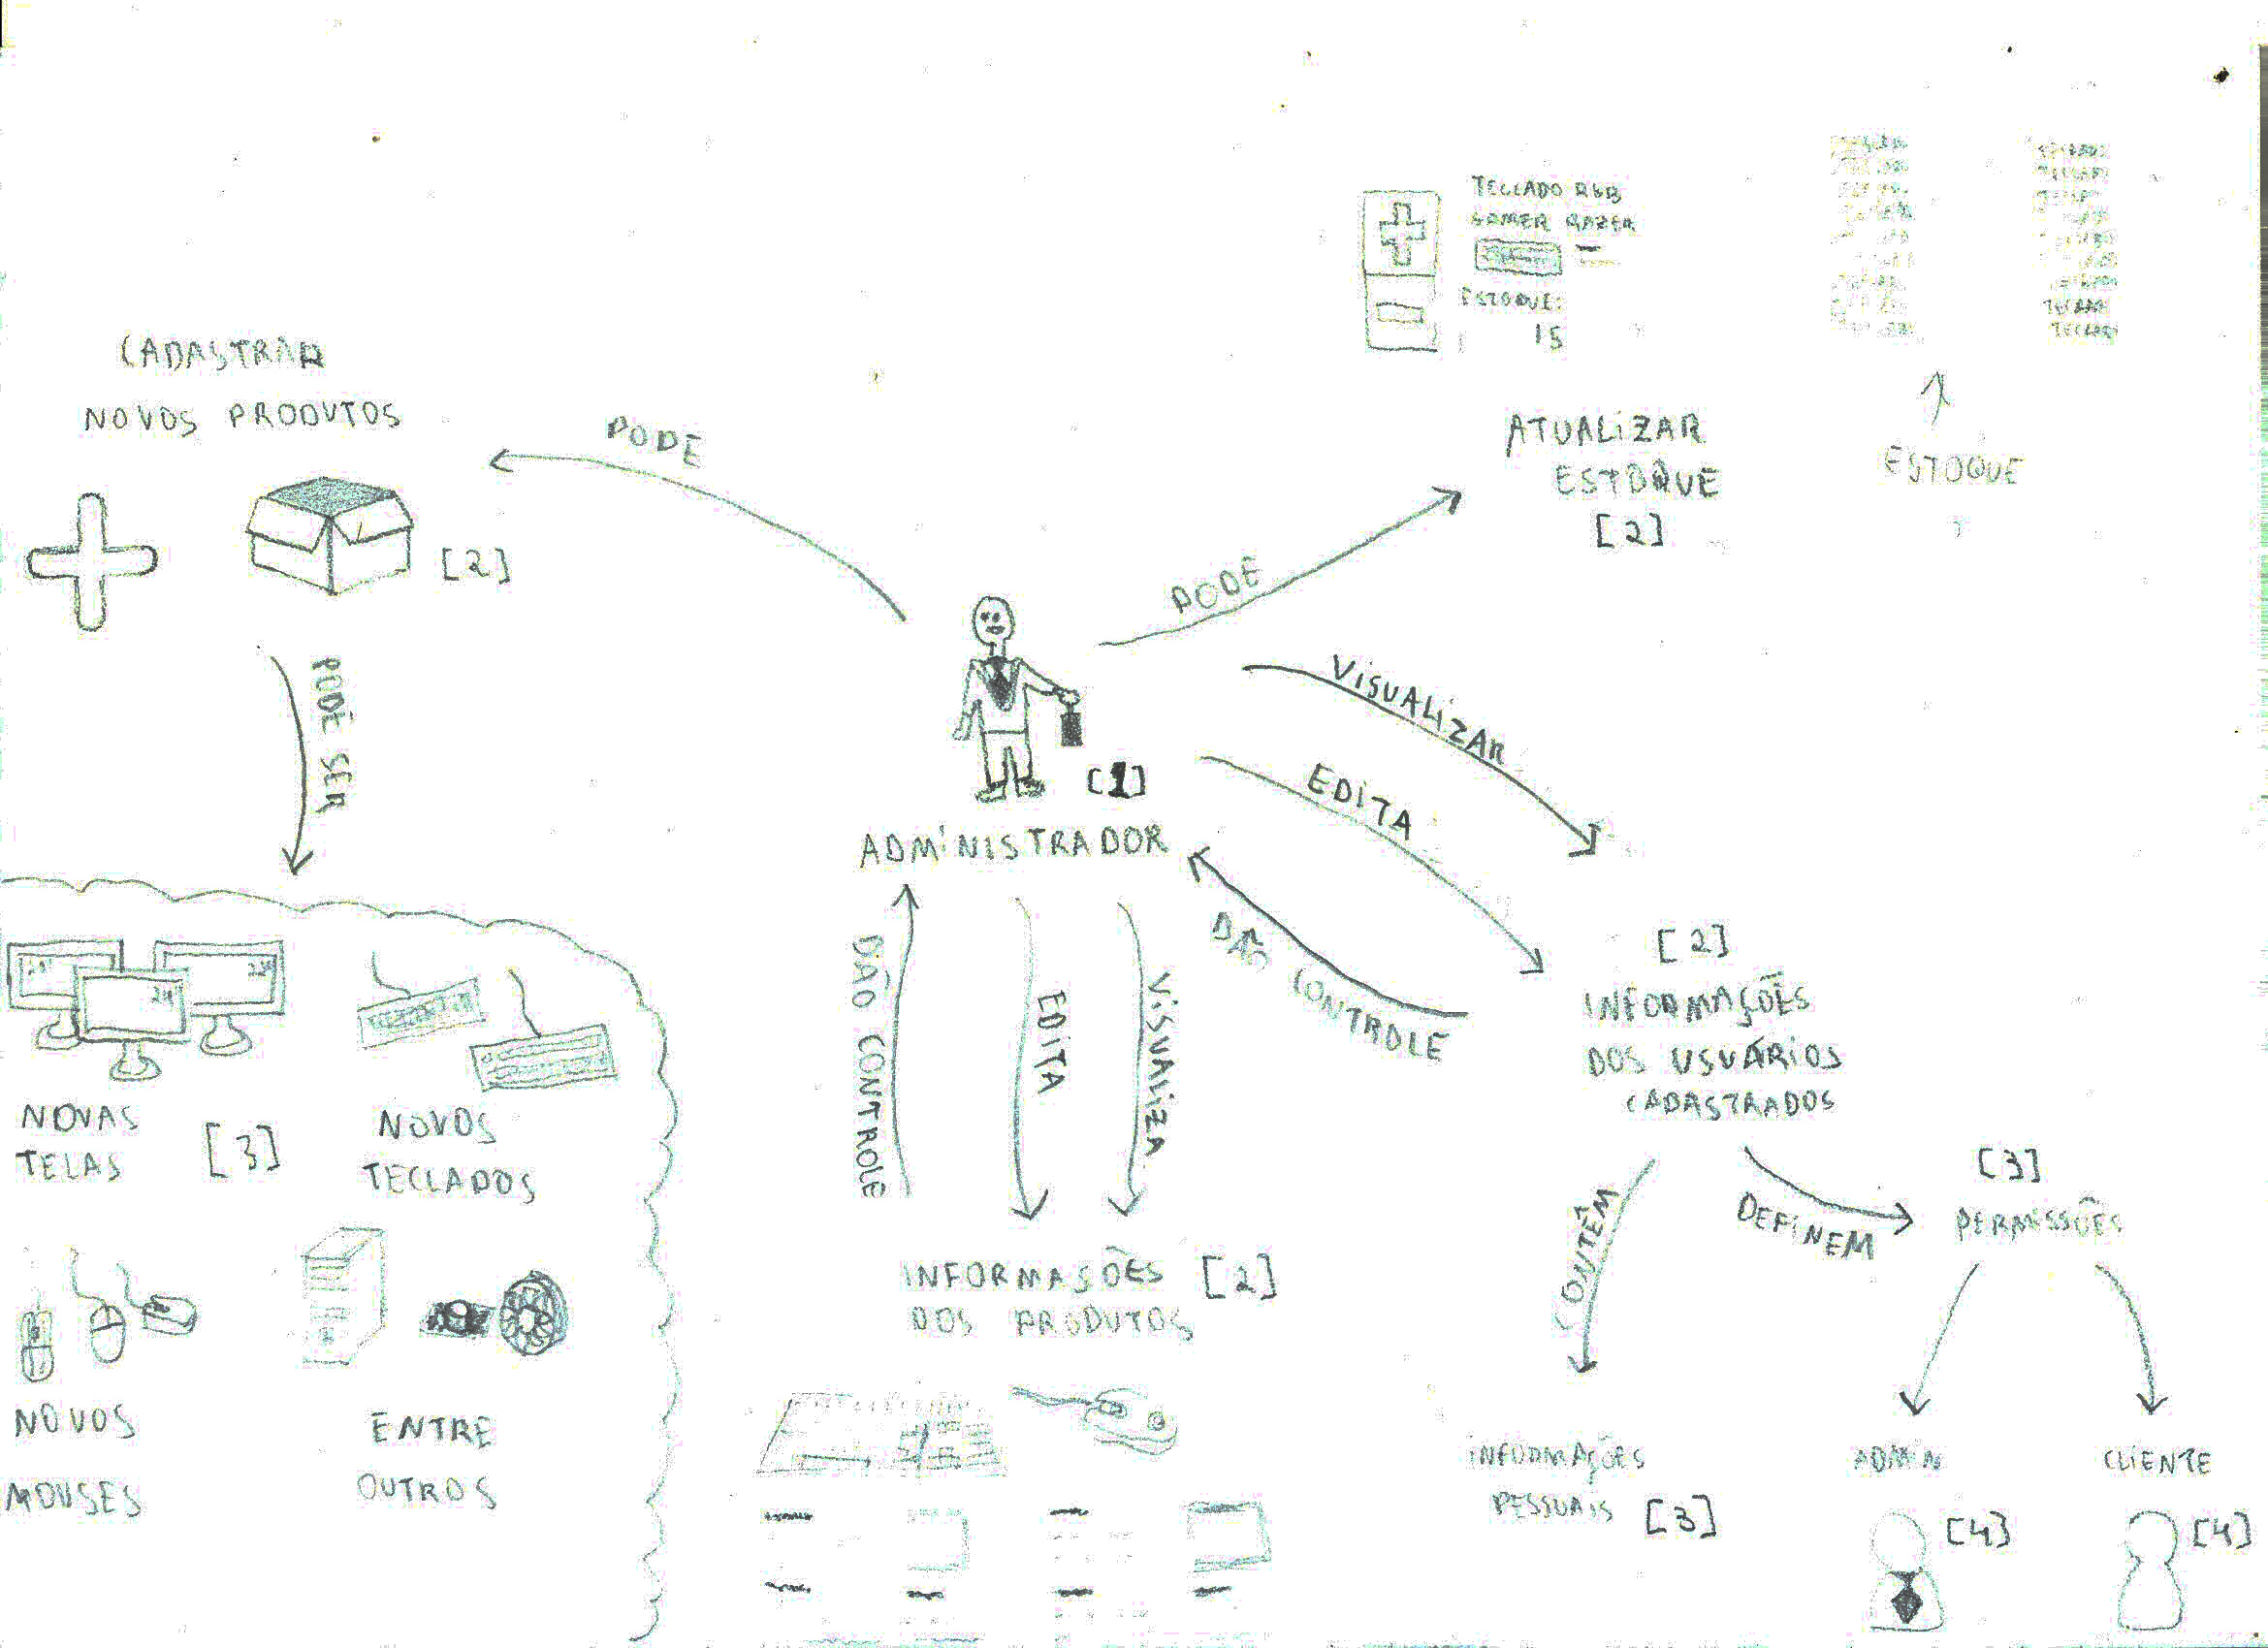 TECLADO RGB
GAMER RAZER
ESTOQUE:
15
CADASTRAR
NOVOS PRODUTOS
[2]
PODE
ATUALIZAR
ESTOQUE
[2]
ESTOQUE
PODE
PODE SER
VISUALIZAR
EDITA
[1]
ADMINISTRADOR
DÃO CONTROLE
DÃO CONTROLE
EDITA
VISUALIZA
[2]
INFORMAÇÕES
DOS USUÁRIOS
CADASTRADOS
NOVAS
TELAS
[3]
NOVOS
TECLADOS
NOVOS
MOUSES
ENTRE
OUTROS
INFORMAÇÕES
DOS PRODUTOS
[2]
CONTÊM
DEFINEM
[3]
PERMISSÕES
INFORMAÇÕES
PESSOAIS
[3]
ADMIN
[4]
CLIENTE
[4]